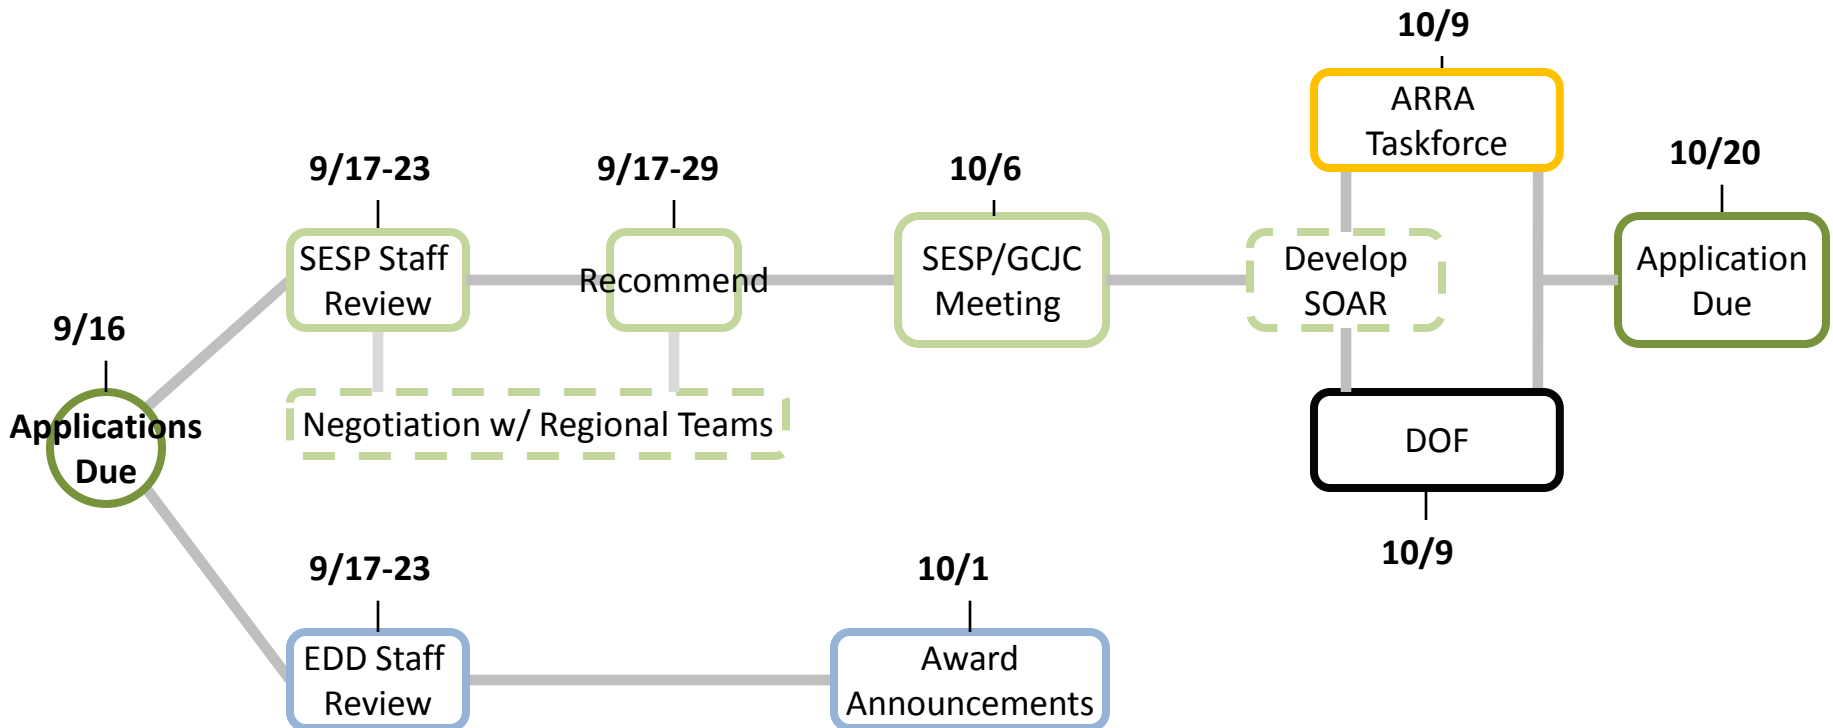 10/9
ARRA
Taskforce
9/17-23
9/17-29
10/6
10/20
SESP Staff
Review
Recommend
SESP/GCJC
Meeting
Develop
SOAR
Application
Due
9/16
Applications
Due
Negotiation w/ Regional Teams
DOF
10/9
9/17-23
10/1
EDD Staff
Review
Award
Announcements